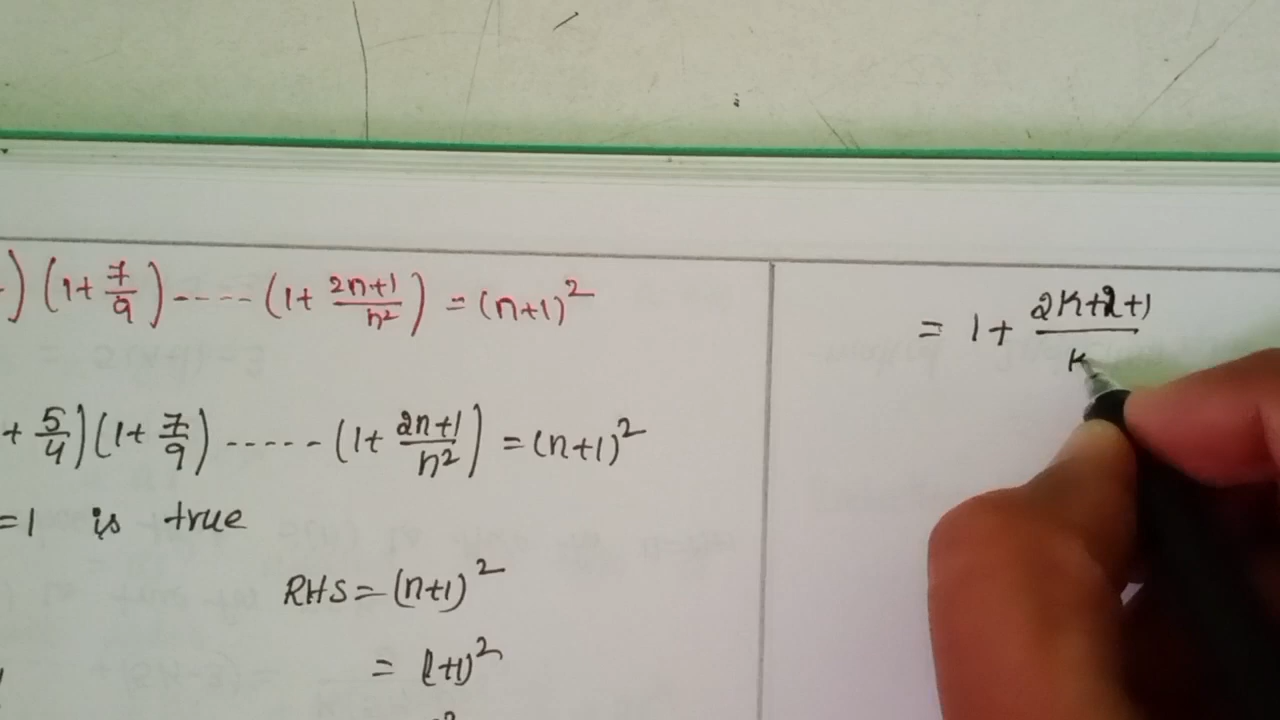 ) (1+ 7/9) ---- (1+ 2n+1/n²) = (n+1)²
+ 5/4) (1+ 7/9) ----- (1+ 2n+1/n²) = (n+1)²
=1 is true
RHS = (n+1)²
= (1+1)²
= 1+ 2K+2+1/K